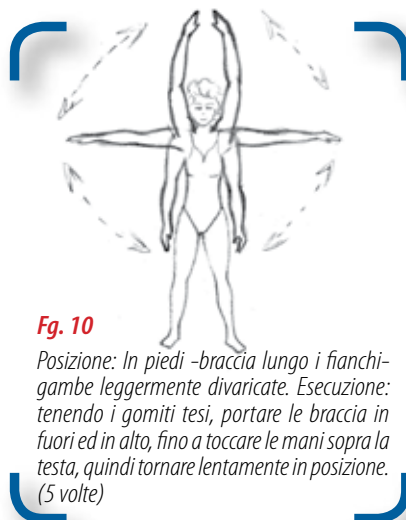 Fg. 10
Posizione: In piedi -braccia lungo i fianchi-
gambe leggermente divaricate. Esecuzione:
tenendo i gomiti tesi, portare le braccia in
fuori ed in alto, fino a toccare le mani sopra la
testa, quindi tornare lentamente in posizione.
(5 volte)